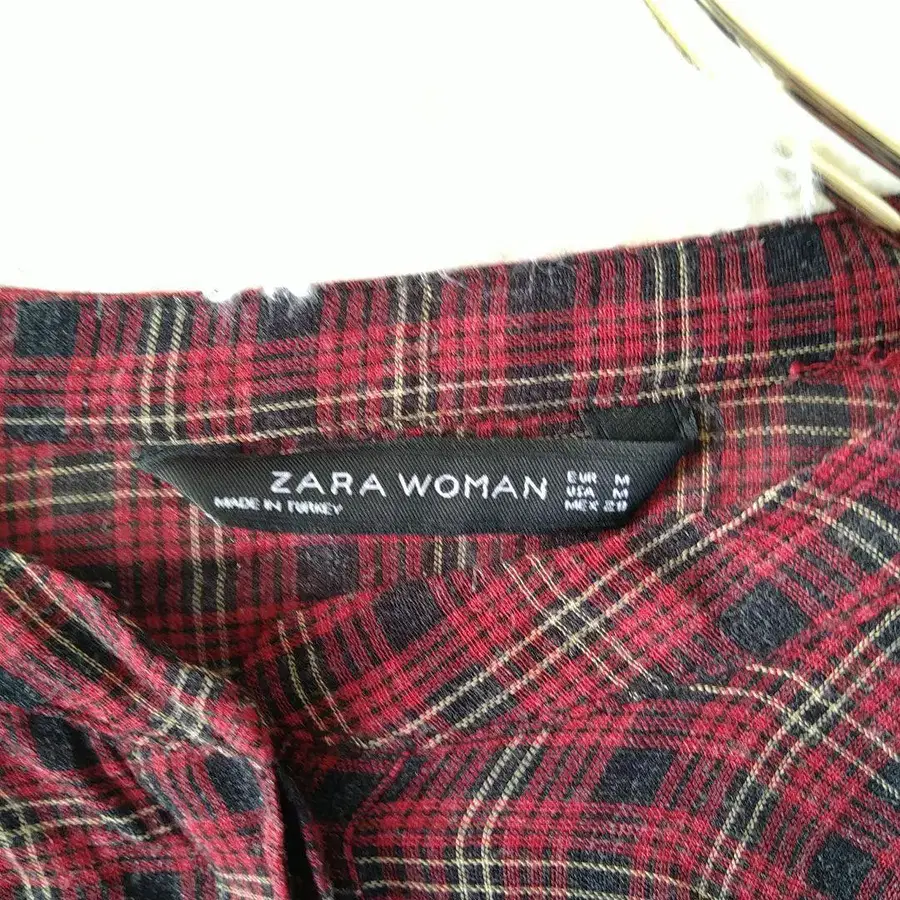 ZARA WOMAN
MADE IN TURKEY
EUR M
USA M
MEX 28